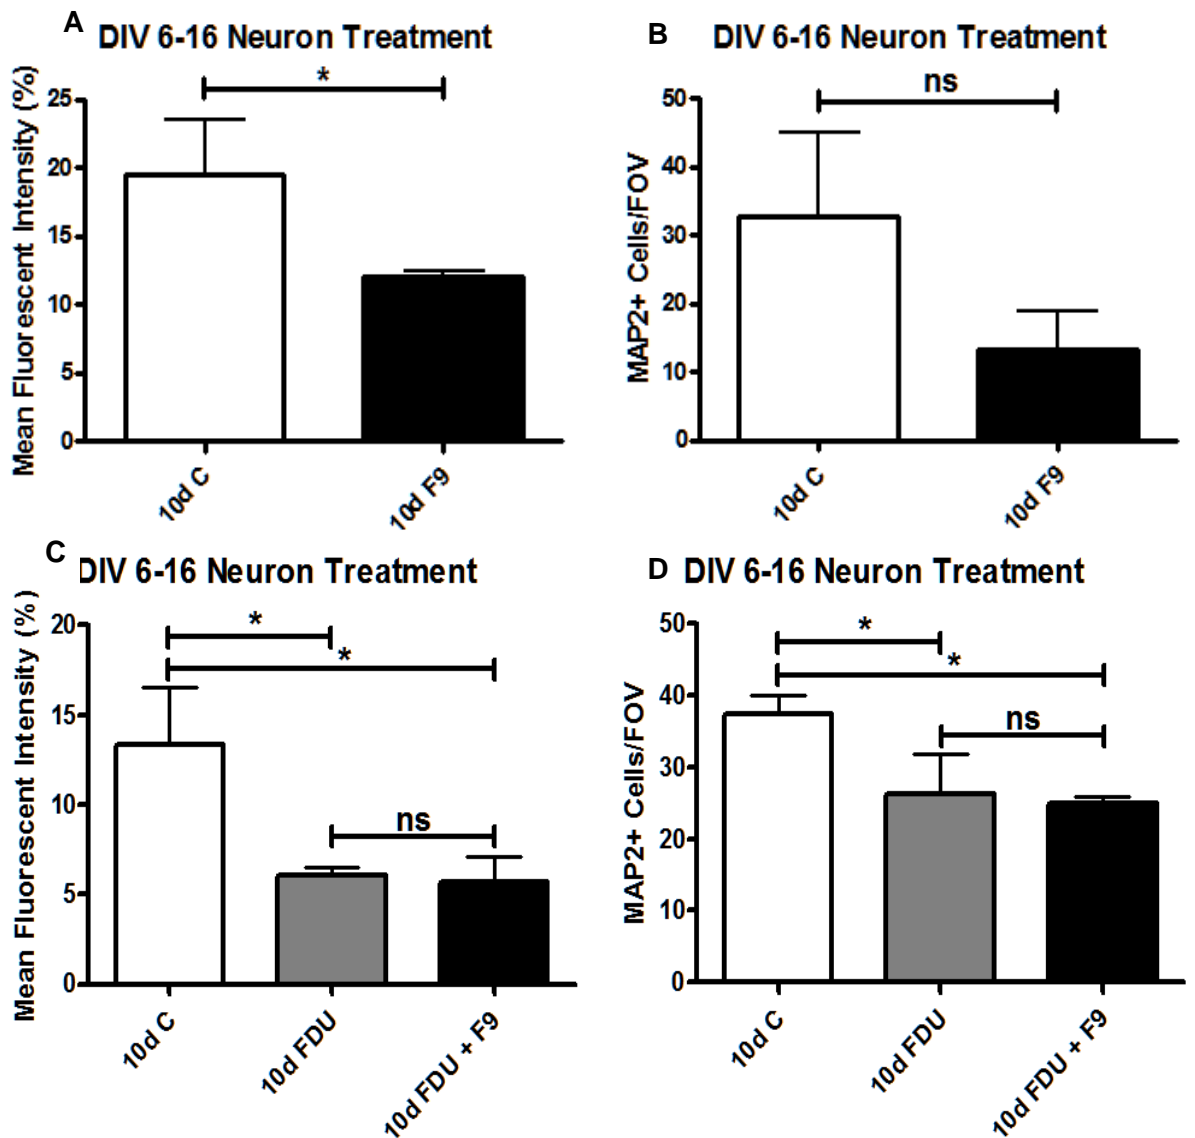 A
DIV 6-16 Neuron Treatment
Mean Fluorescent Intensity (%)
25
20
15
10
5
0
*
10d C
10d F9
B
DIV 6-16 Neuron Treatment
MAP2+ Cells/FOV
50
40
30
20
10
0
ns
10d C
10d F9
C
DIV 6-16 Neuron Treatment
Mean Fluorescent Intensity (%)
20
15
10
5
0
*
*
ns
10d C
10d FDU
10d FDU + F9
D
DIV 6-16 Neuron Treatment
MAP2+ Cells/FOV
50
40
30
20
10
0
*
*
ns
10d C
10d FDU
10d FDU + F9